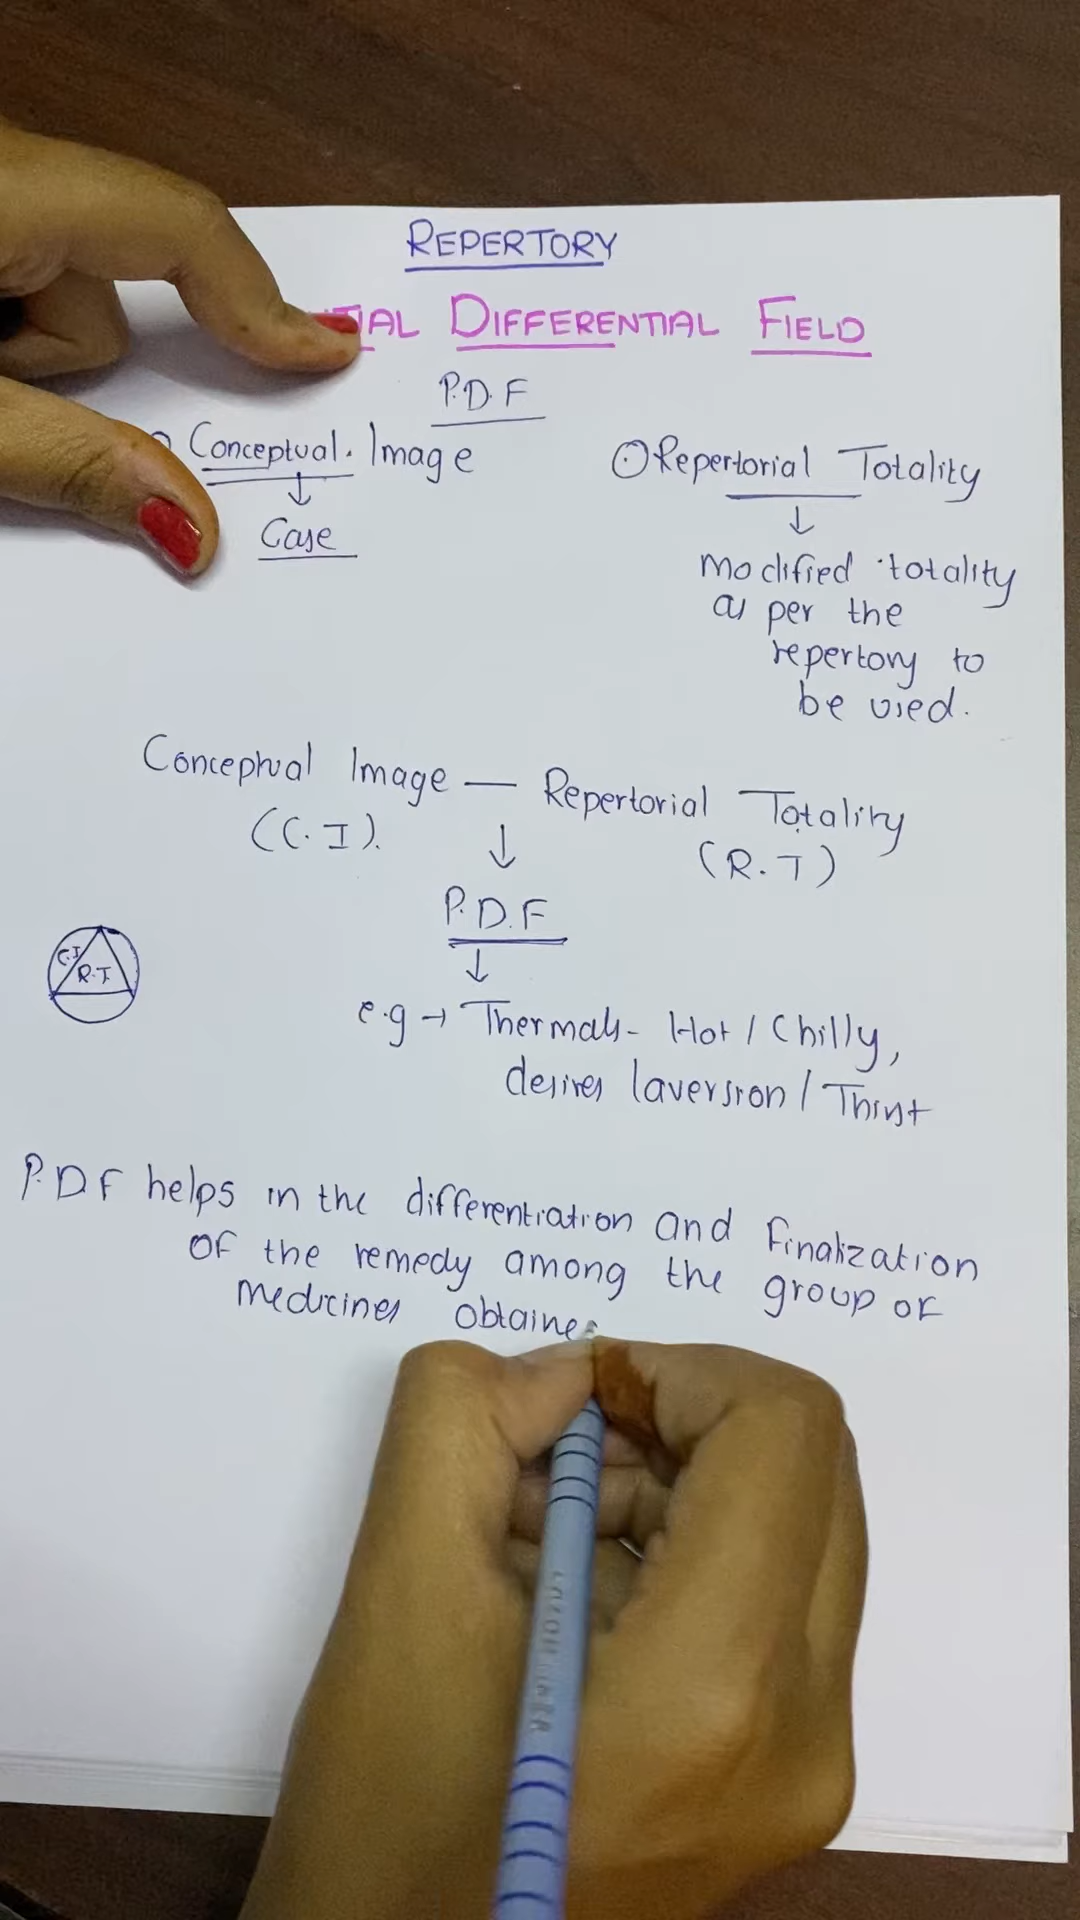 REPERTORY
TIAL DIFFERENTIAL FIELD
P.D.F
Conceptual. Image
Case
Repertorial Totality
modified totality
as per the
repertory to
be used.
Conceptual Image — Repertorial Totality
(C.I). (R.T)
P.D.F
C.I
R.T
e.g → Thermals - Hot / Chilly,
desires /aversion / Thirst
P.D.F helps in the differentiation and finalization
of the remedy among the group of
medicines obtaine